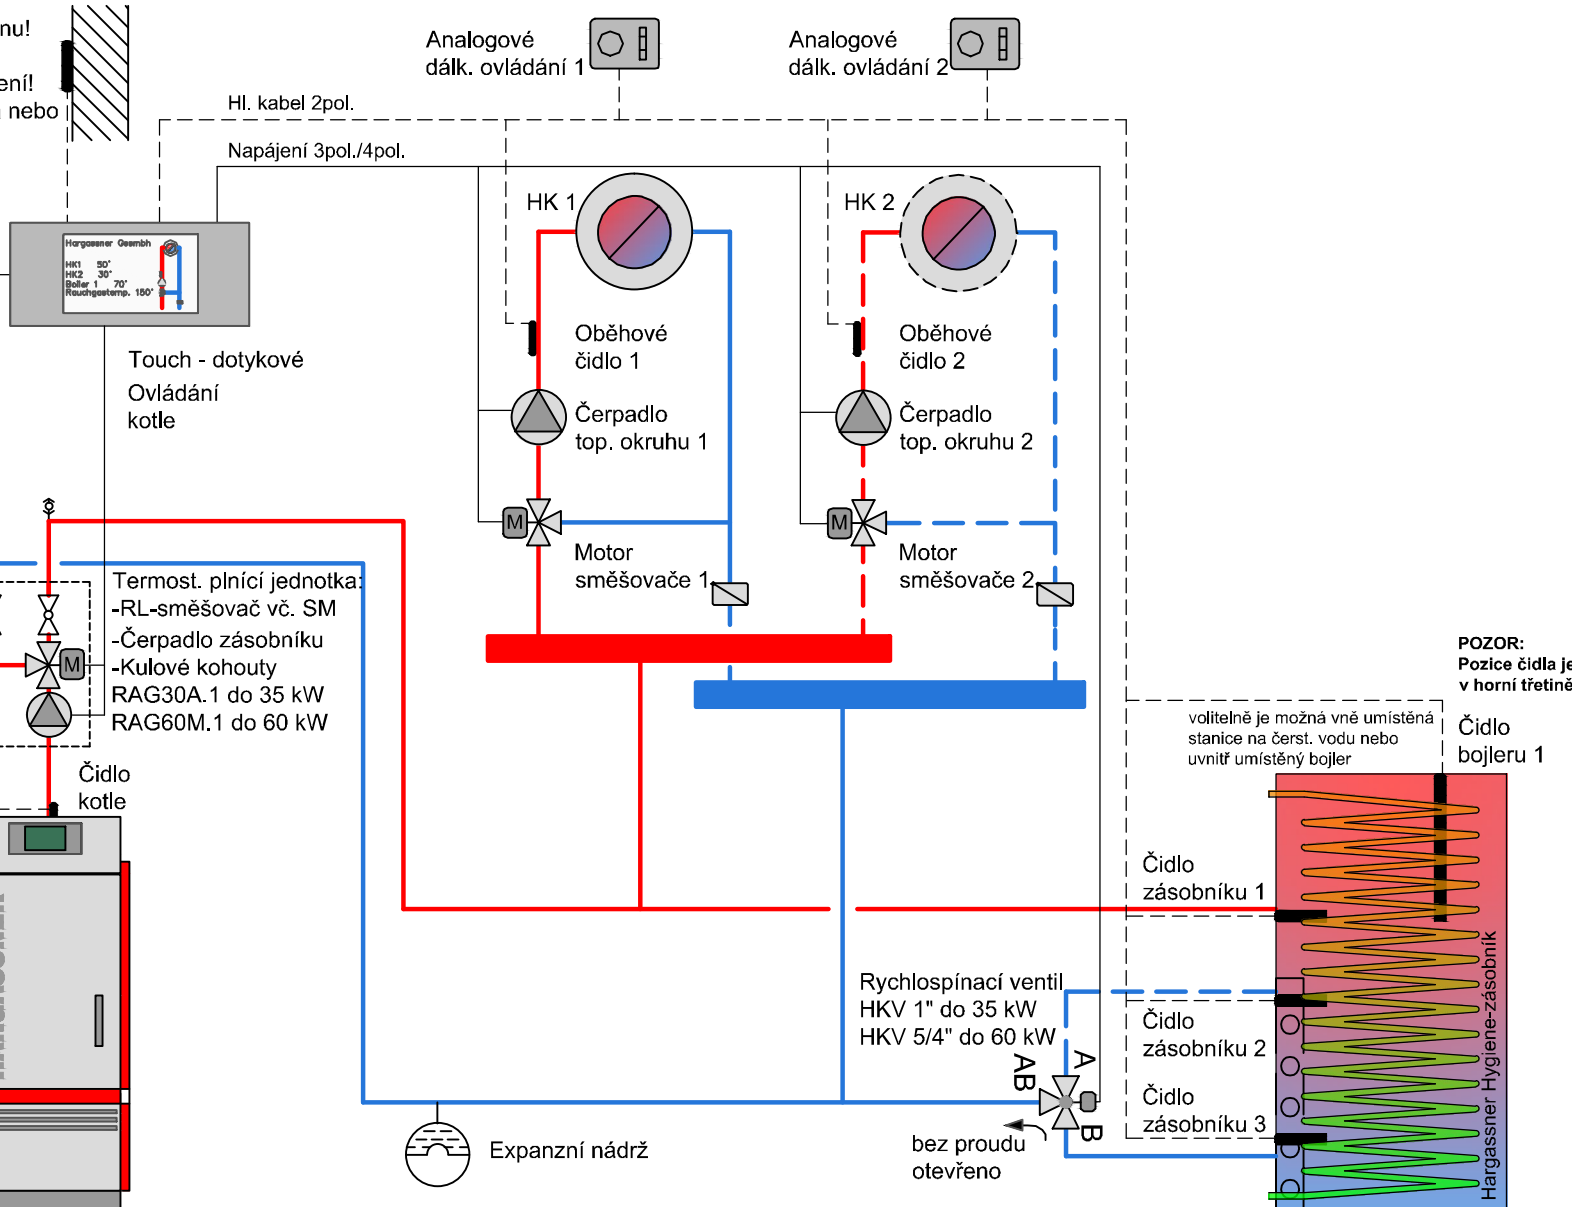 nu!
ení!
nebo
Analogové
dálk. ovládání 1
Analogové
dálk. ovládání 2
Hl. kabel 2pol.
Napájení 3pol./4pol.
HK 1
HK 2
Hargassner Gesmbh
HK1 50°
HK2 30°
Boiler 1 70°
Rauchgastemp. 150°
Oběhové
čidlo 1
Oběhové
čidlo 2
Touch - dotykové
Ovládání
kotle
Čerpadlo
top. okruhu 1
Čerpadlo
top. okruhu 2
M
M
Motor
směšovače 1
Motor
směšovače 2
Termost. plnící jednotka:
-RL-směšovač vč. SM
-Čerpadlo zásobníku
-Kulové kohouty
RAG30A.1 do 35 kW
RAG60M.1 do 60 kW
M
POZOR:
Pozice čidla je
v horní třetině
volitelně je možná vně umístěná
stanice na čerst. vodu nebo
uvnitř umístěný bojler
Čidlo
bojleru 1
Čidlo
kotle
Čidlo
zásobníku 1
Rychlospínací ventil
HKV 1" do 35 kW
HKV 5/4" do 60 kW
Čidlo
zásobníku 2
AB
A
B
Čidlo
zásobníku 3
bez proudu
otevřeno
Expanzní nádrž
Hargassner Hygiene-zásobník